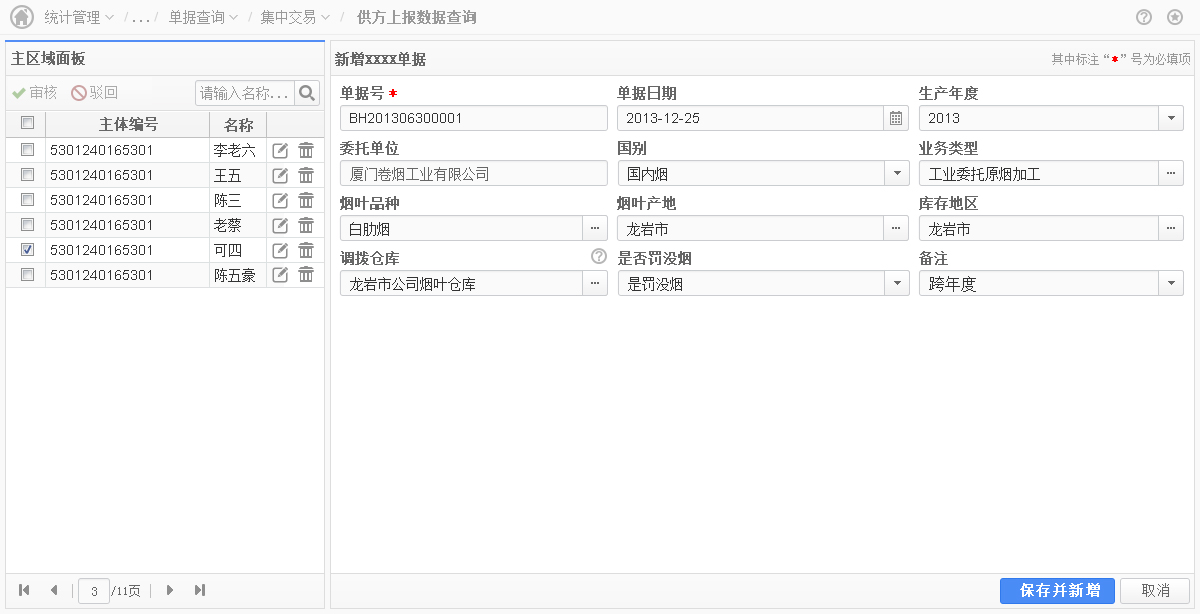 统计管理 / ... / 单据查询 / 集中交易 / 供方上报数据查询
主区域面板
审核 驳回 请输入名称...
主体编号 名称
5301240165301 李老六
5301240165301 王五
5301240165301 陈三
5301240165301 老蔡
5301240165301 可四
5301240165301 陈五豪
3 /11页
新增xxxx单据 其中标注“*”号为必填项
单据号 * 单据日期 生产年度
BH201306300001 2013-12-25 2013
委托单位 国别 业务类型
厦门卷烟工业有限公司 国内烟 工业委托原烟加工
烟叶品种 烟叶产地 库存地区
白肋烟 龙岩市 龙岩市
调拨仓库 是否罚没烟 备注
龙岩市公司烟叶仓库 是罚没烟 跨年度
保存并新增 取消